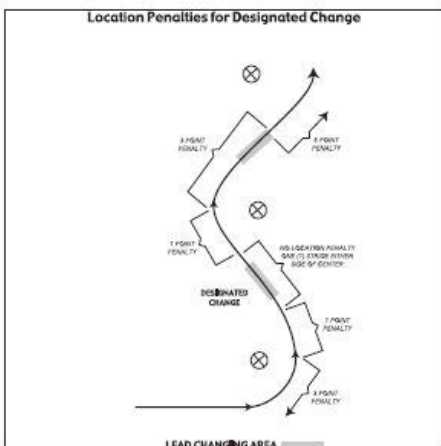 Location Penalties for Designated Change
3 POINT
PENALTY
5 POINT
PENALTY
1 POINT
PENALTY
NO LOCATION PENALTY
ONE (1) STRIDE EITHER
SIDE OF CENTER
DESIGNATED
CHANGE
1 POINT
PENALTY
3 POINT
PENALTY
LEAD CHANGING AREA